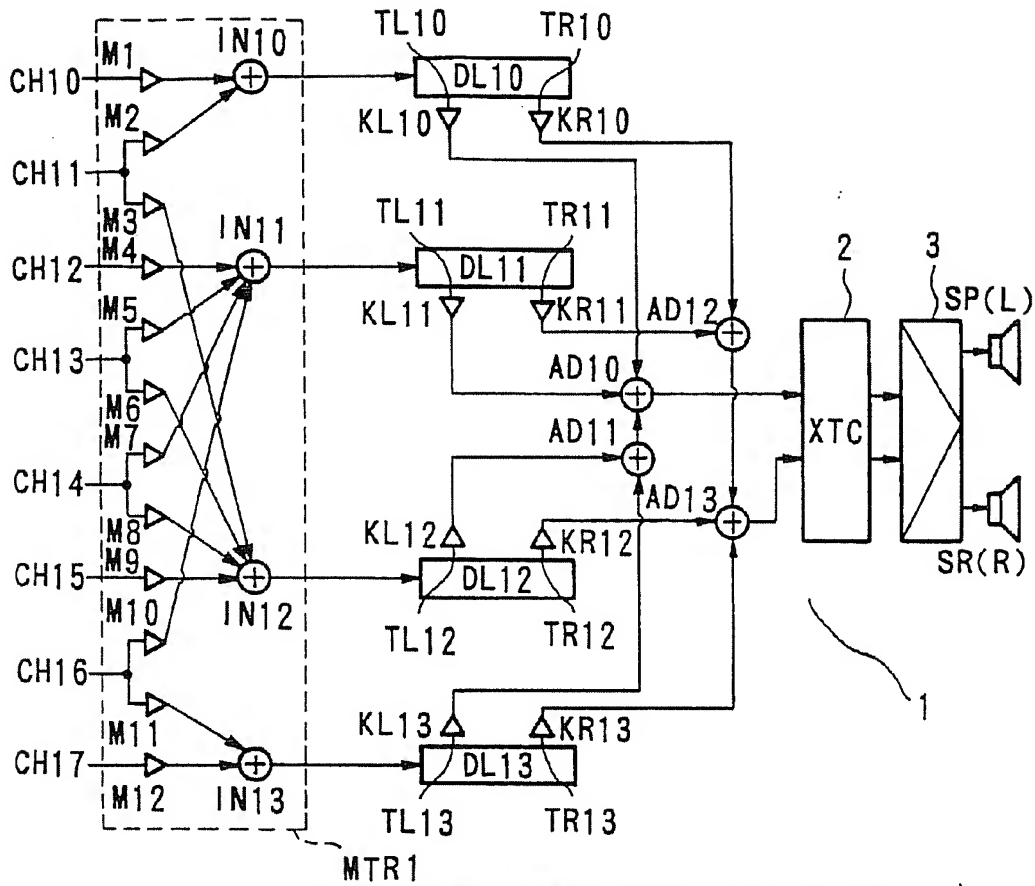 TL10 TR10
M1 IN10
CH10 DL10
M2 KL10 KR10
CH11
M3 IN11 TL11 TR11
M4
CH12 DL11 2 3
M5 KL11 KR11 AD12 SP(L)
CH13
M6 AD10
M7 AD11 XTC
CH14 AD13
M8 KL12 KR12
M9
CH15 DL12 SR(R)
M10 IN12
TL12 TR12
CH16
M11 KL13 KR13 1
CH17 DL13
M12 IN13
TL13 TR13
MTR1